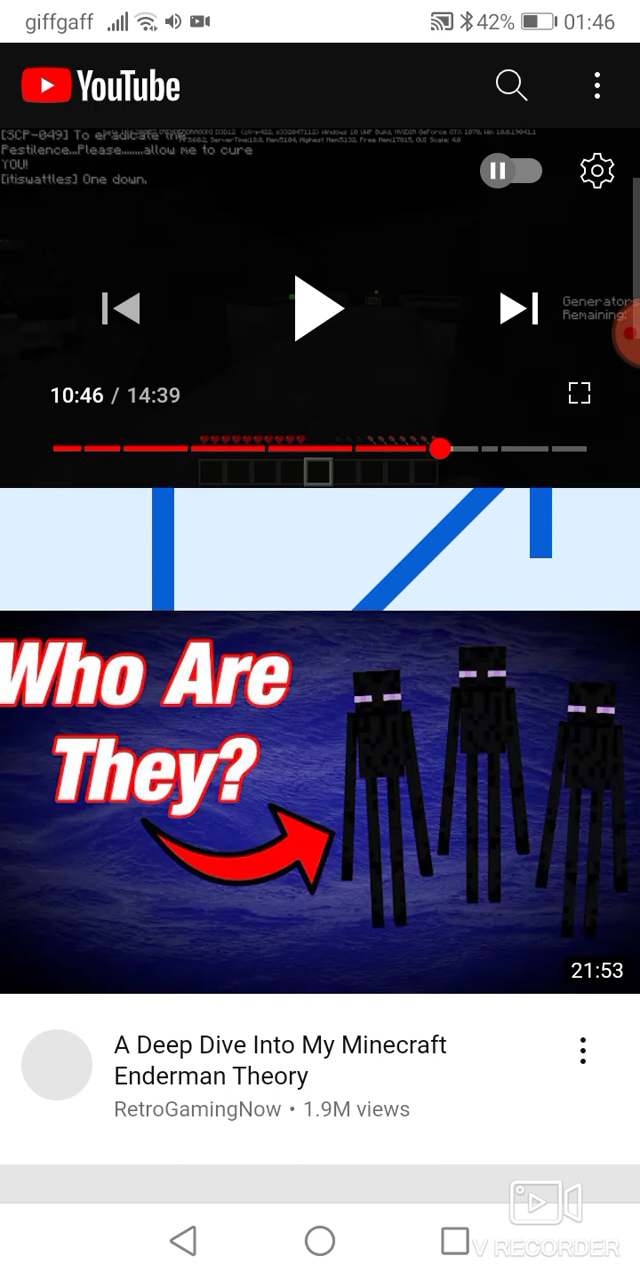 giffgaff
42%
01:46
YouTube
[SCP-049] To eradicate the
Pestilence...Please........allow me to cure
YOU!
[itiswattles] One down.
Generators
Remaining:
10:46 / 14:39
Who Are
They?
21:53
A Deep Dive Into My Minecraft
Enderman Theory
RetroGamingNow • 1.9M views
V RECORDER